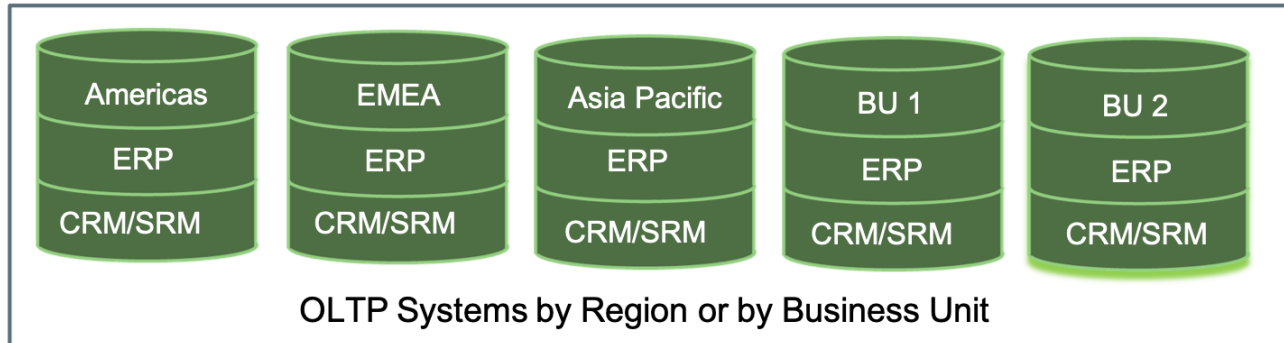 Americas
ERP
CRM/SRM
EMEA
ERP
CRM/SRM
Asia Pacific
ERP
CRM/SRM
BU 1
ERP
CRM/SRM
BU 2
ERP
CRM/SRM
OLTP Systems by Region or by Business Unit